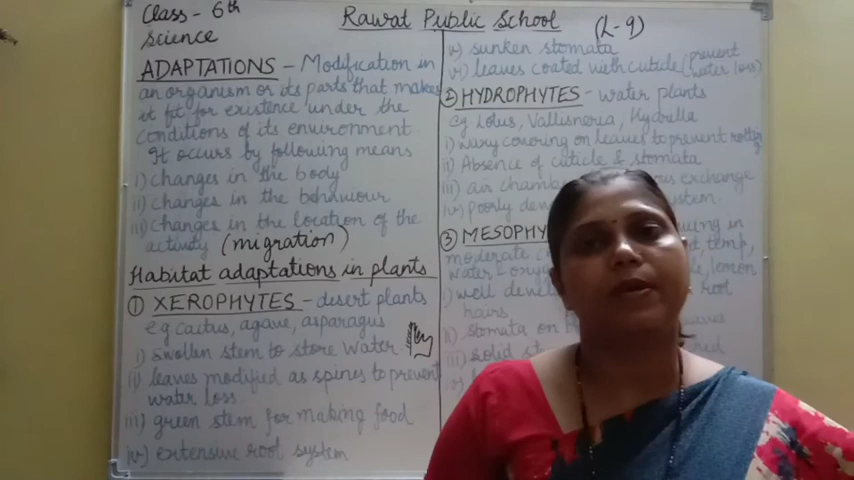 Class - 6th
Science
Rawat Public School
(L-9)
ADAPTATIONS - Modification in
an organism or its parts that makes
it fit for existence under the
conditions of its environment
It occurs by following means
i) changes in the body
ii) changes in the behaviour
iii) changes in the location of the
activity (migration)
Habitat adaptations in plants
① XEROPHYTES - desert plants
e.g cactus, agave, asparagus
i) swollen stem to store water.
ii) leaves modified as spines to prevent
water loss
iii) green stem for making food
iv) extensive root system
v) sunken stomata
vi) leaves coated with cuticle (prevent
water loss)
② HYDROPHYTES - water plants
eg. Lotus, Vallisneria, Hydrella
i) waxy covering on leaves to prevent rotting
ii) Absence of cuticle & stomata
iii) air exchange
iv) poorly
③
moderate temp,
water - lemon
i) well root
hairs
ii) stomata on leaves
iii) solid